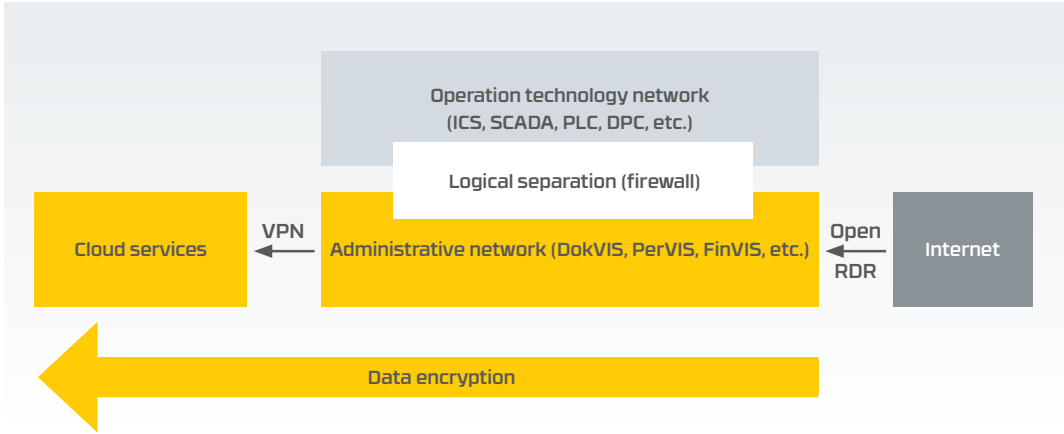 Operation technology network
(ICS, SCADA, PLC, DPC, etc.)
Logical separation (firewall)
Cloud services
VPN
Administrative network (DokVIS, PerVIS, FinVIS, etc.)
Open
RDR
Internet
Data encryption